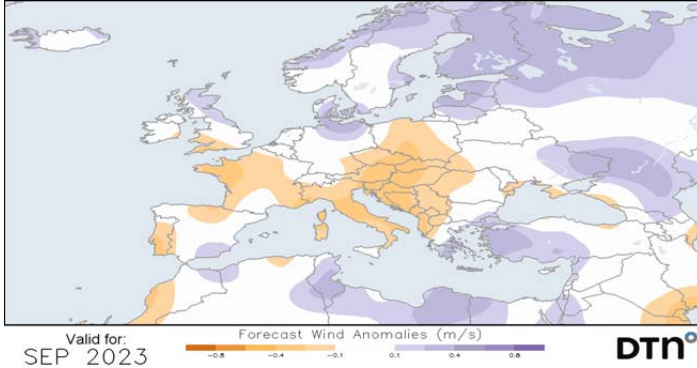 Valid for:
SEP 2023
Forecast Wind Anomalies (m/s)
-0.8 -0.4 -0.1 0.1 0.4 0.8
DTN